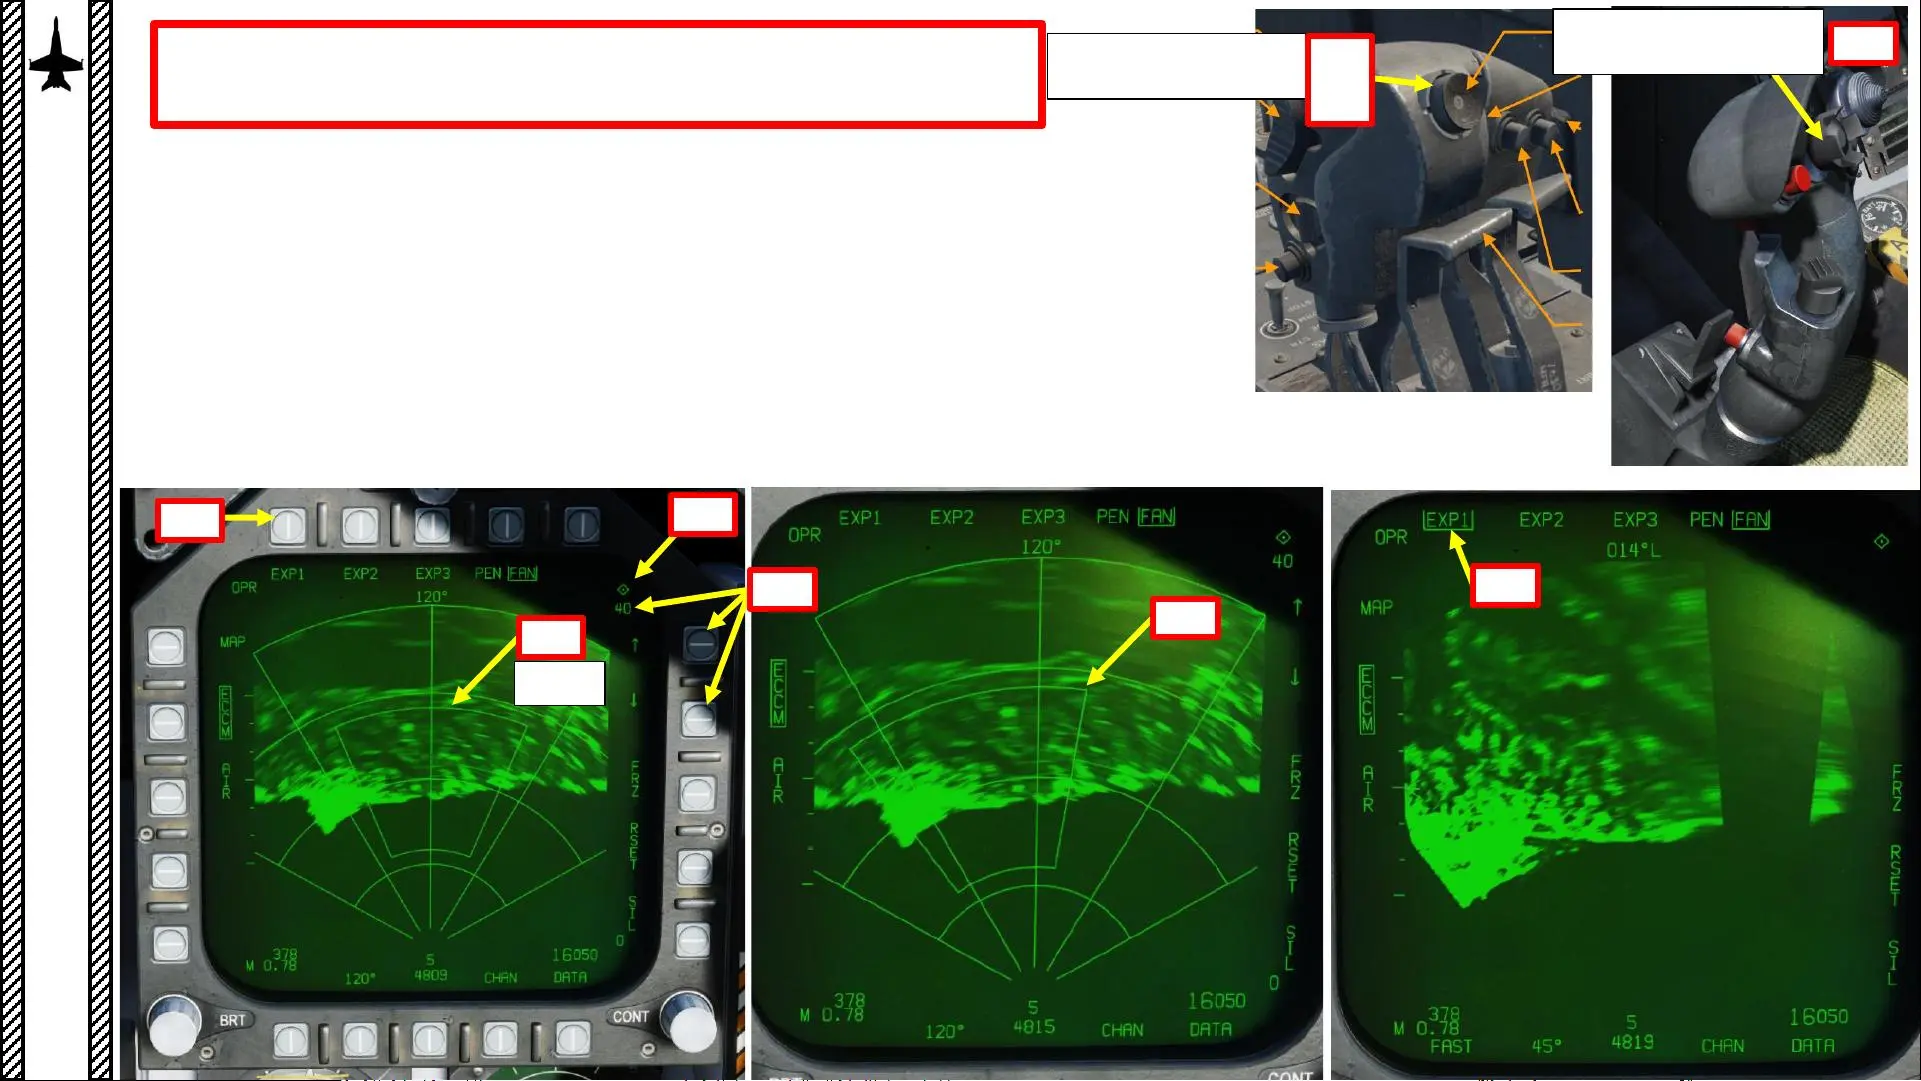 OPR
EXP1 EXP2 EXP3 PEN FAN
120°
40
MAP
ECCM
AIR
FRZ
RSET
SIL
0
378
M 0.78
120°
5
4809
CHAN
16050
DATA
BRT
CONT
OPR
EXP1 EXP2 EXP3 PEN FAN
120°
40
ECCM
AIR
FRZ
RSET
SIL
0
378
M 0.78
120°
5
4815
CHAN
16050
DATA
CONT
OPR
EXP1 EXP2 EXP3 PEN FAN
014°L
MAP
ECCM
AIR
FRZ
RSET
SIL
378
M 0.78
FAST
45°
5
4819
CHAN
16050
DATA